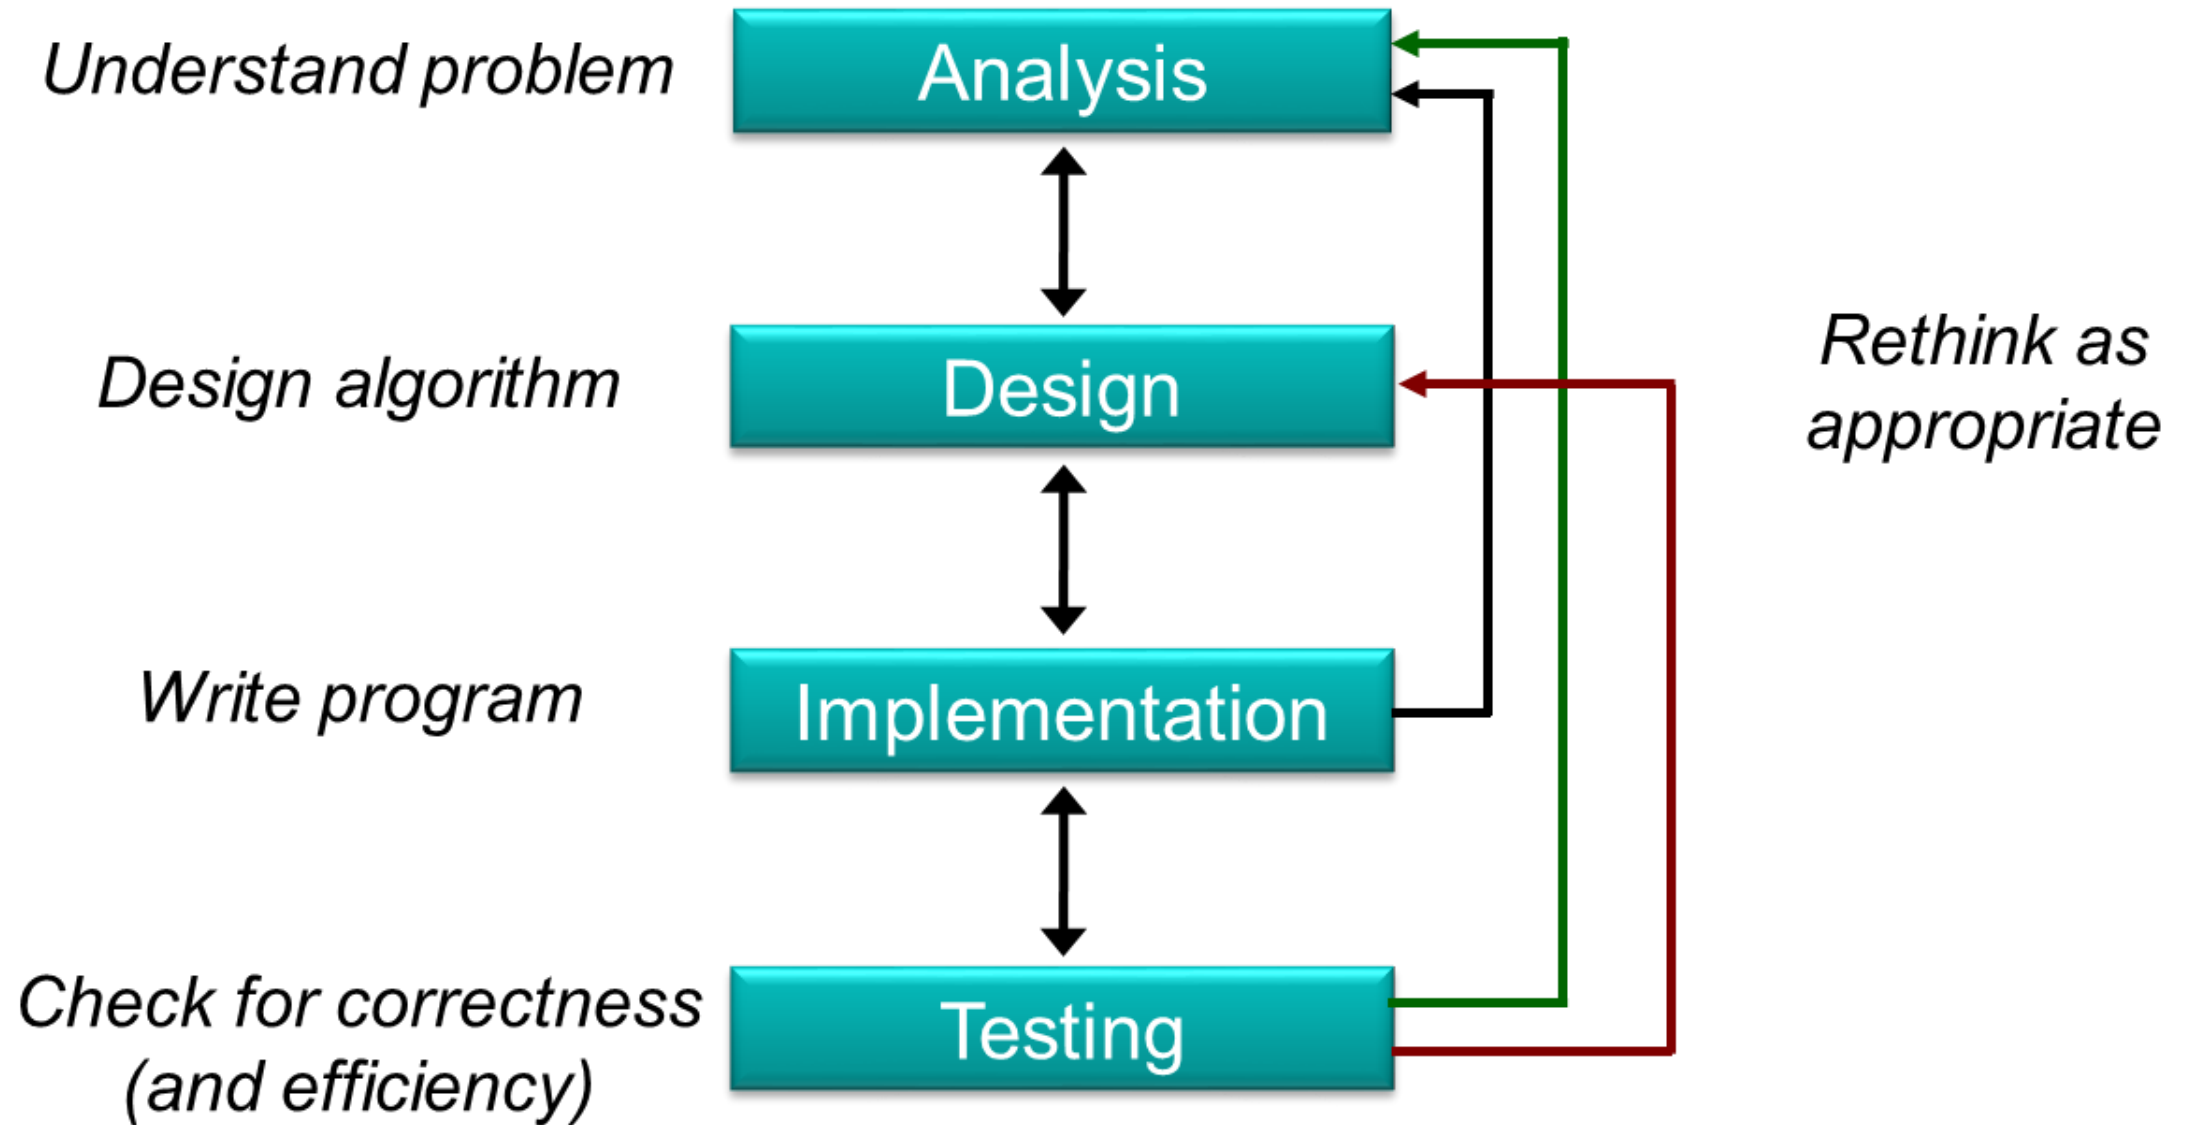 Understand problem
Analysis
Design algorithm
Design
Rethink as
appropriate
Write program
Implementation
Check for correctness
(and efficiency)
Testing